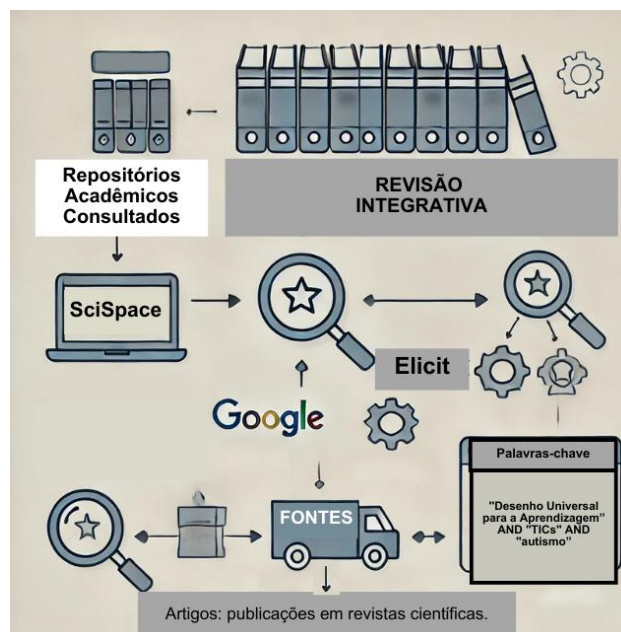 Repositórios
Acadêmicos
Consultados
REVISÃO
INTEGRATIVA
SciSpace
Elicit
Google
Palavras-chave
"Desenho Universal
para a Aprendizagem"
AND "TICs" AND
"autismo"
FONTES
Artigos: publicações em revistas científicas.